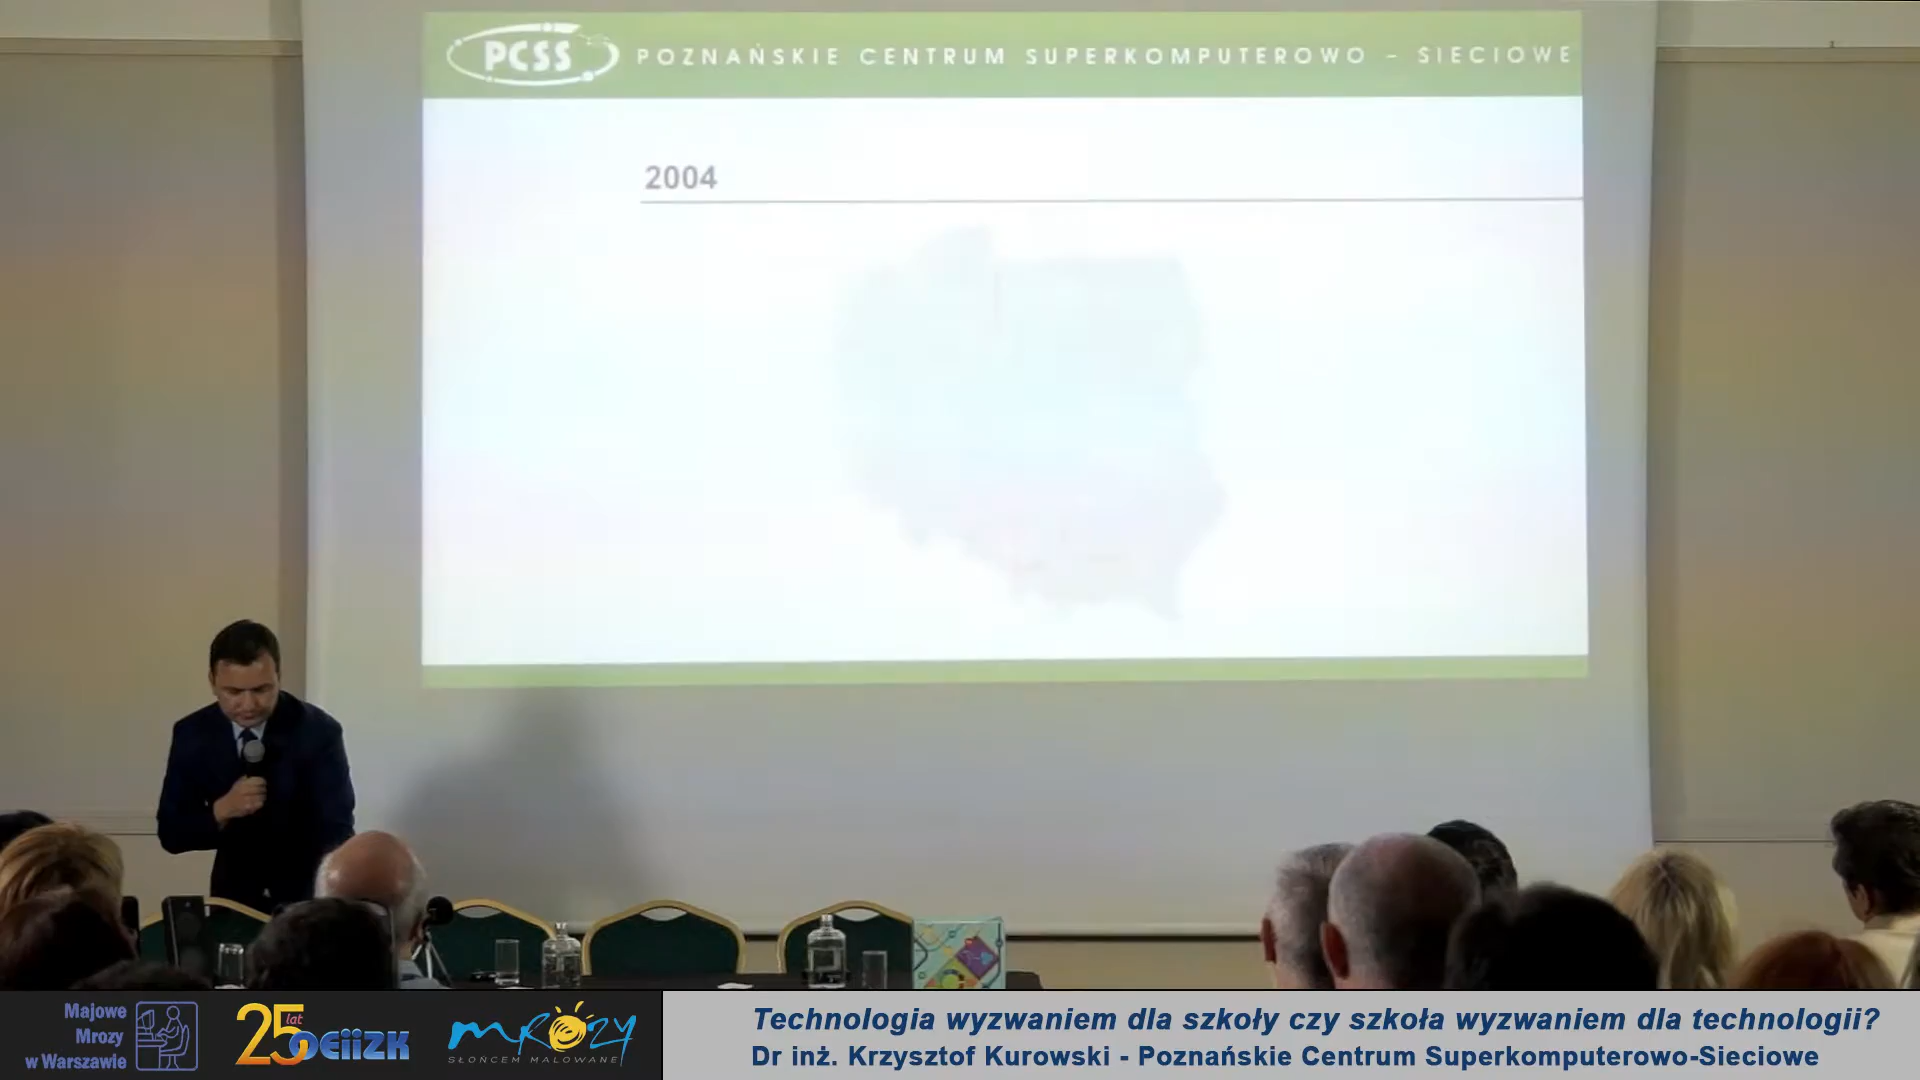 PCSS POZNAŃSKIE CENTRUM SUPERKOMPUTEROWO – SIECIOWE
2004
Majowe
Mrozy
w Warszawie
25 lat OEIiZK
MROZY
SŁOŃCEM MALOWANE
Technologia wyzwaniem dla szkoły czy szkoła wyzwaniem dla technologii?
Dr inż. Krzysztof Kurowski - Poznańskie Centrum Superkomputerowo-Sieciowe